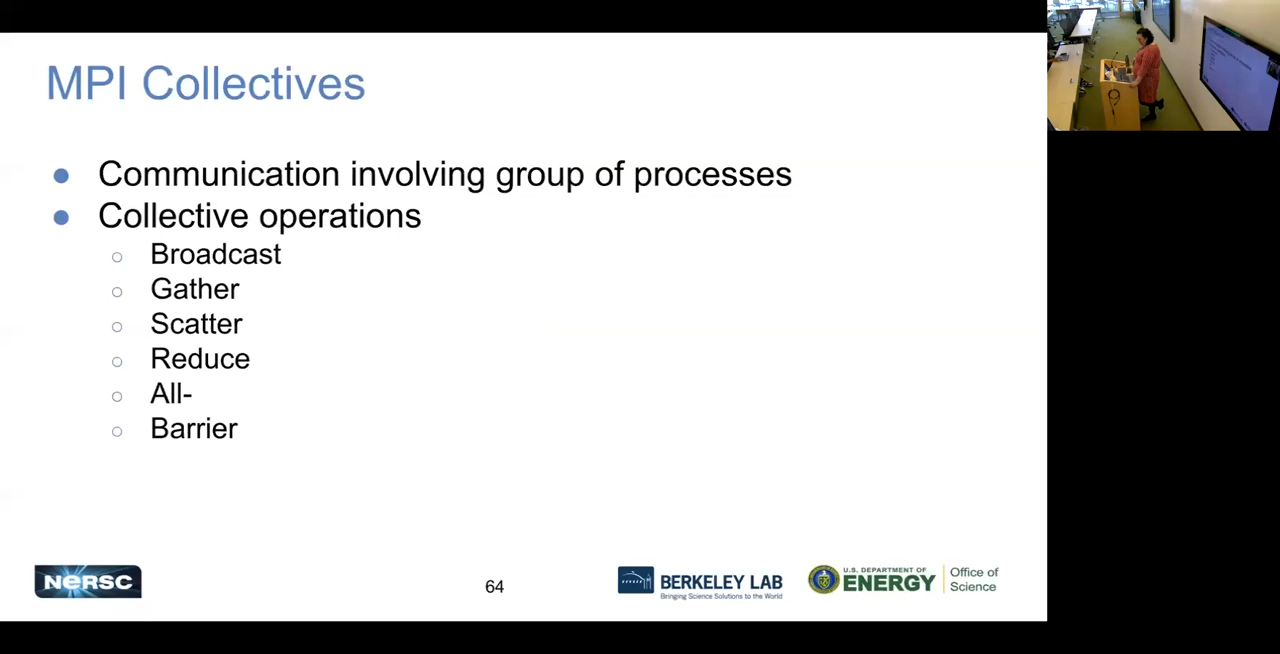 MPI Collectives
● Communication involving group of processes
● Collective operations
○ Broadcast
○ Gather
○ Scatter
○ Reduce
○ All-
○ Barrier
NERSC
64
BERKELEY LAB
Bringing Science Solutions to the World
U.S. DEPARTMENT OF
ENERGY
Office of
Science